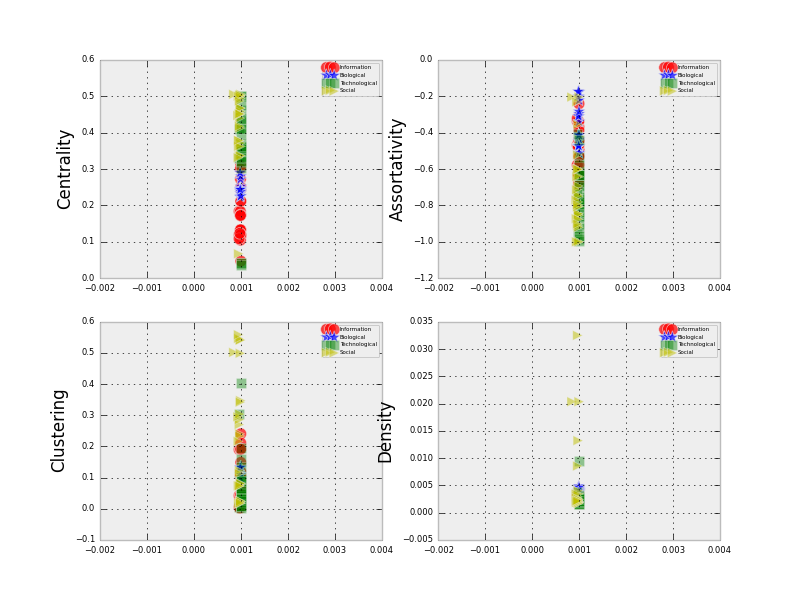 0.6
0.5
0.4
0.3
0.2
0.1
0.0
Centrality
−0.002 −0.001 0.000 0.001 0.002 0.003 0.004
Information
Biological
Technological
Social
0.0
−0.2
−0.4
−0.6
−0.8
−1.0
−1.2
Assortativity
−0.002 −0.001 0.000 0.001 0.002 0.003 0.004
Information
Biological
Technological
Social
0.6
0.5
0.4
0.3
0.2
0.1
0.0
−0.1
Clustering
−0.002 −0.001 0.000 0.001 0.002 0.003 0.004
Information
Biological
Technological
Social
0.035
0.030
0.025
0.020
0.015
0.010
0.005
0.000
−0.005
Density
−0.002 −0.001 0.000 0.001 0.002 0.003 0.004
Information
Biological
Technological
Social